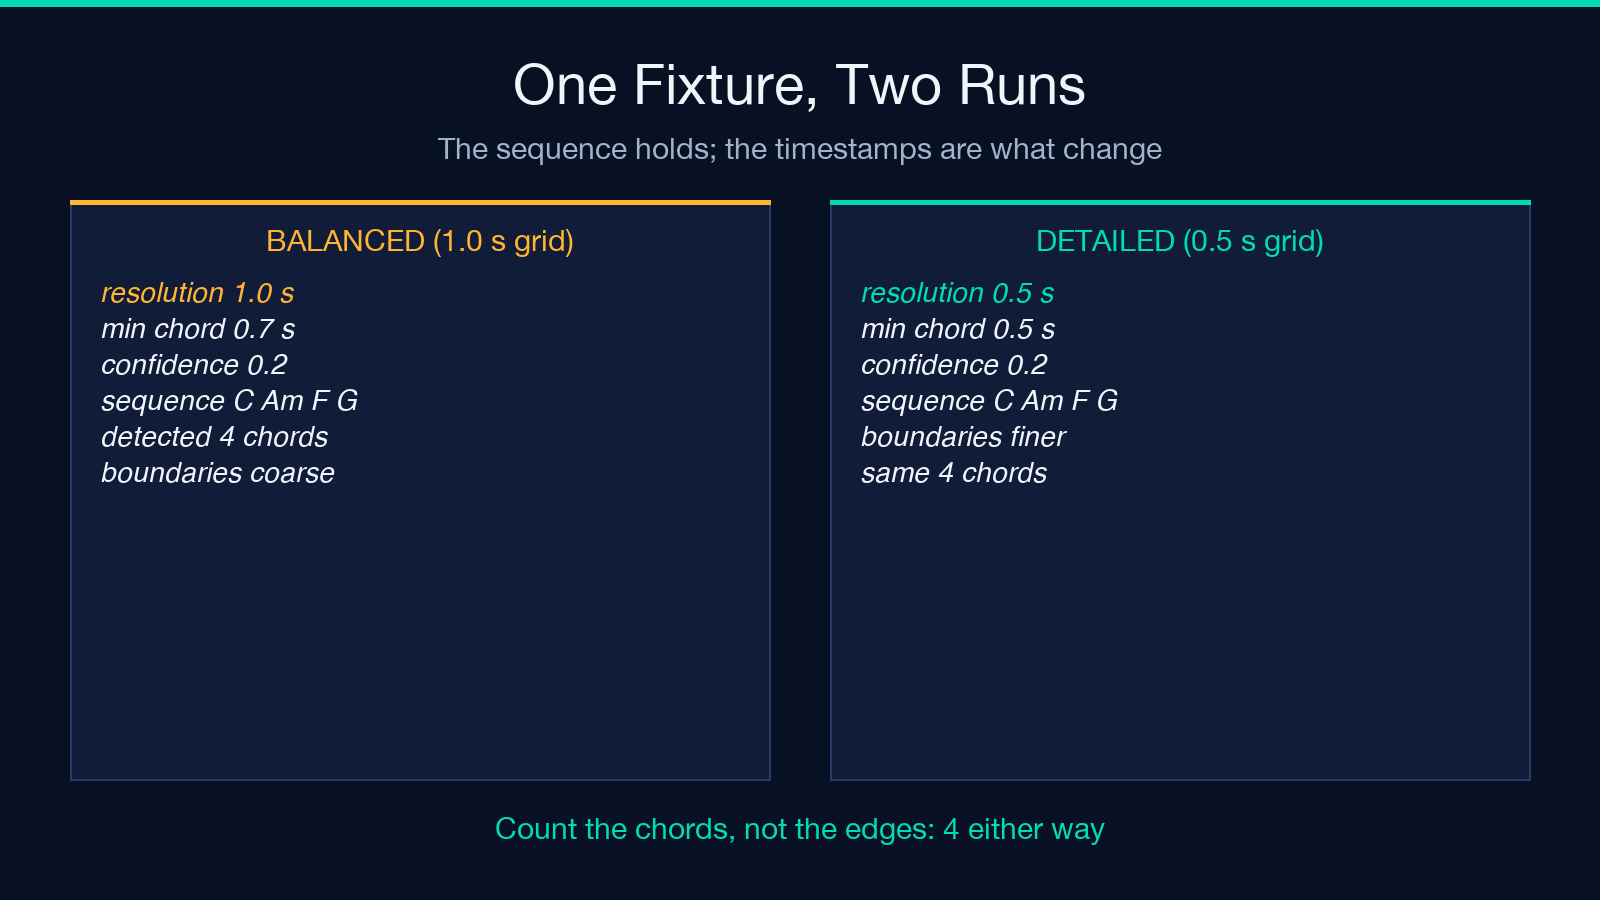 One Fixture, Two Runs
The sequence holds; the timestamps are what change
BALANCED (1.0 s grid)
resolution 1.0 s
min chord 0.7 s
confidence 0.2
sequence C Am F G
detected 4 chords
boundaries coarse
DETAILED (0.5 s grid)
resolution 0.5 s
min chord 0.5 s
confidence 0.2
sequence C Am F G
boundaries finer
same 4 chords
Count the chords, not the edges: 4 either way